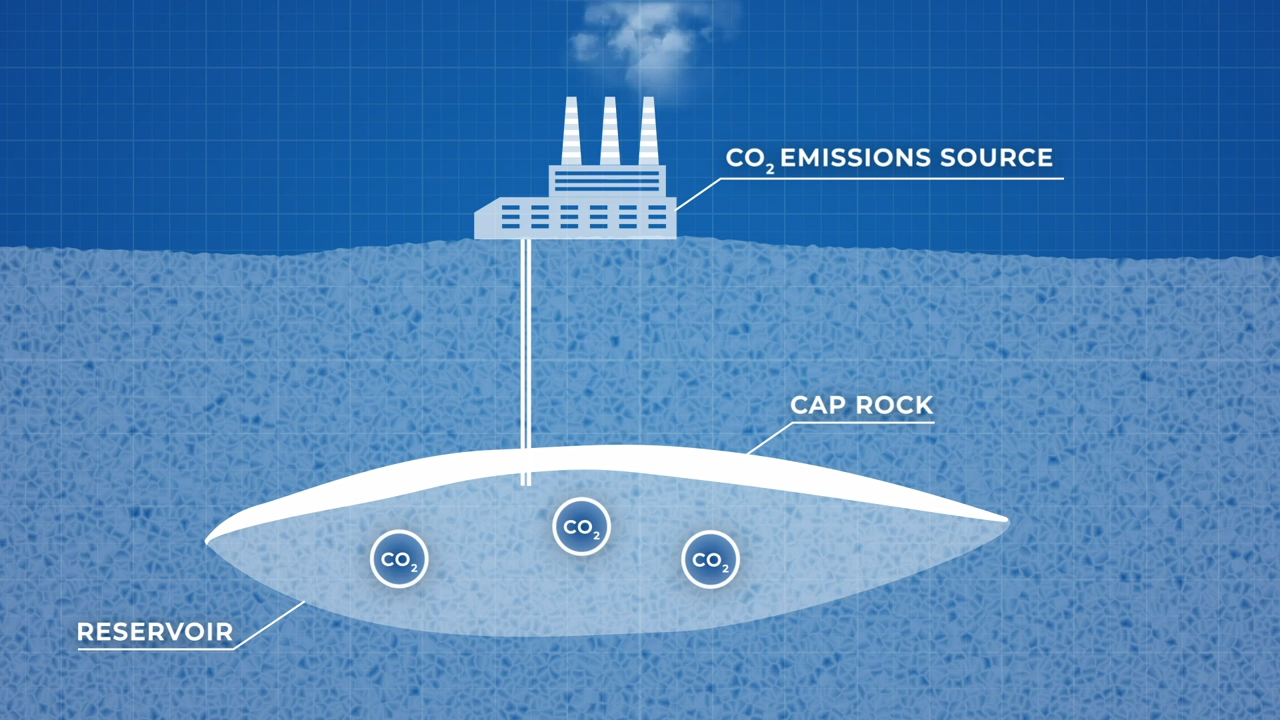 CO₂ EMISSIONS SOURCE
CAP ROCK
CO₂
CO₂
CO₂
RESERVOIR